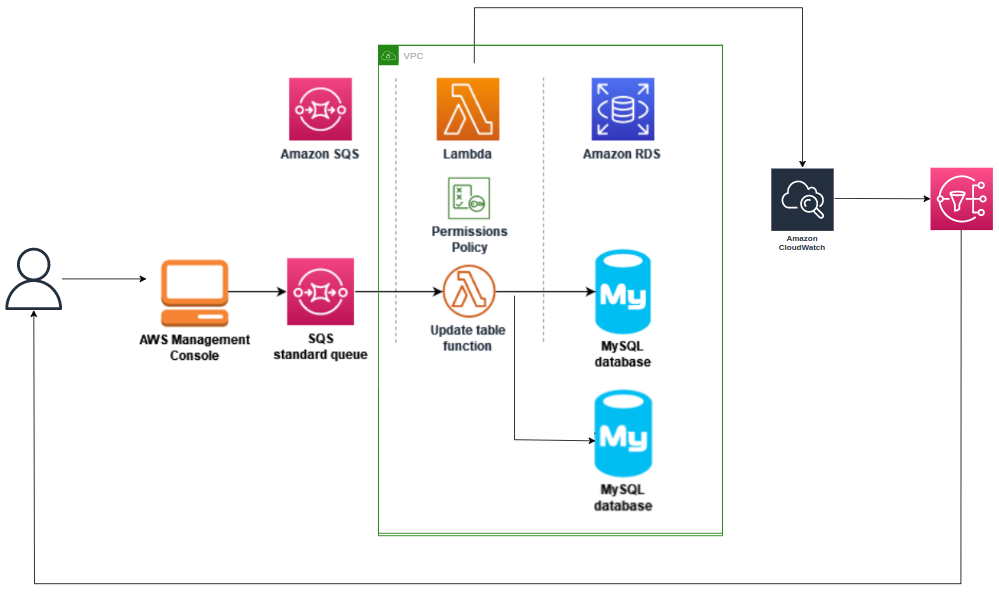 VPC
Amazon SQS
Lambda
Amazon RDS
Permissions
Policy
Amazon
CloudWatch
AWS Management
Console
SQS
standard queue
Update table
function
My
MySQL
database
My
MySQL
database